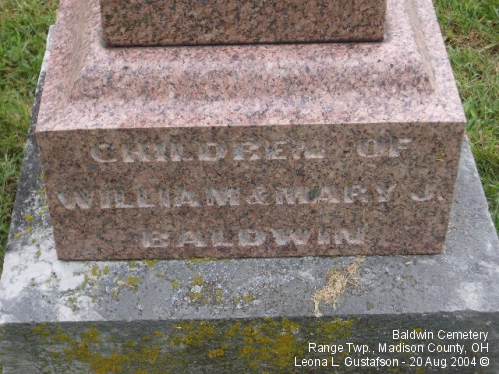 CHILDREN OF
WILLIAM & MARY J.
BALDWIN
Baldwin Cemetery
Range Twp., Madison County, OH
Leona L. Gustafson - 20 Aug 2004 ©